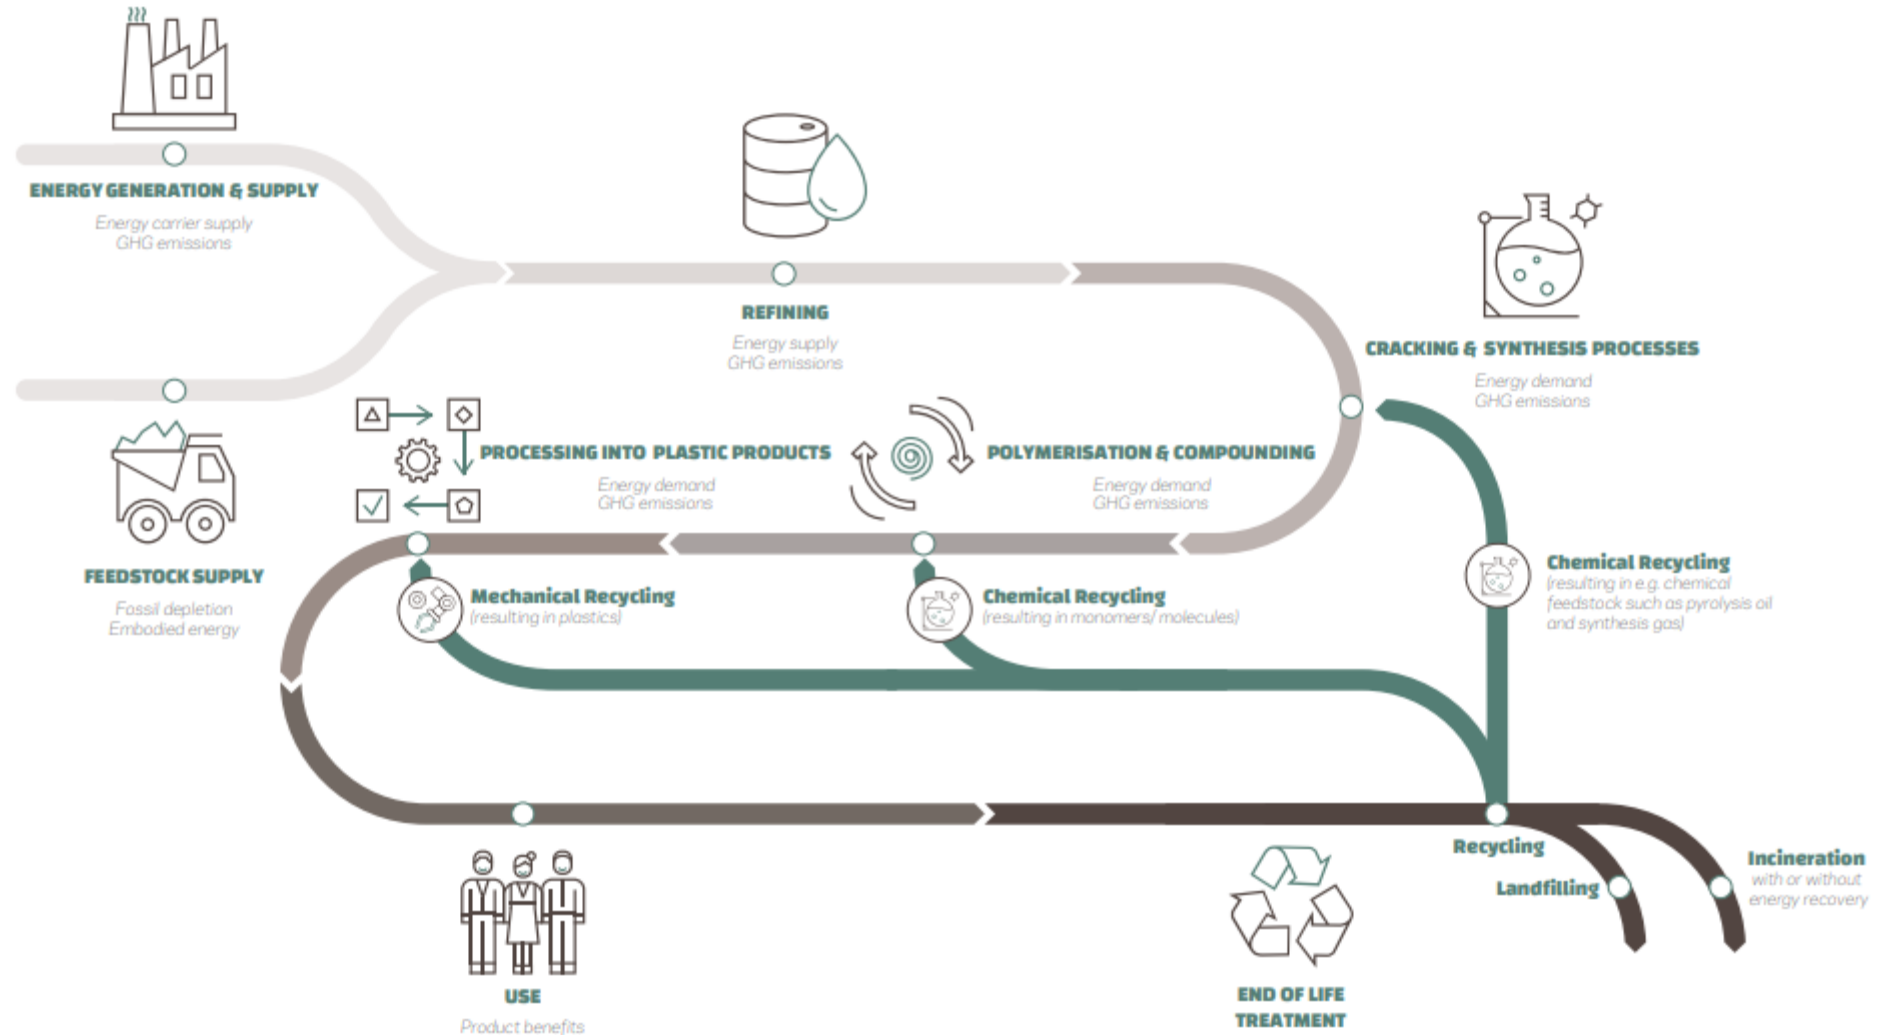 ENERGY GENERATION & SUPPLY
Energy carrier supply
GHG emissions
REFINING
Energy supply
GHG emissions
CRACKING & SYNTHESIS PROCESSES
Energy demand
GHG emissions
PROCESSING INTO PLASTIC PRODUCTS
Energy demand
GHG emissions
POLYMERISATION & COMPOUNDING
Energy demand
GHG emissions
FEEDSTOCK SUPPLY
Fossil depletion
Embodied energy
Mechanical Recycling
(resulting in plastics)
Chemical Recycling
(resulting in monomers/ molecules)
Chemical Recycling
(resulting in e.g. chemical
feedstock such as pyrolysis oil
and synthesis gas)
Recycling
Landfilling
Incineration
with or without
energy recovery
USE
Product benefits
END OF LIFE
TREATMENT